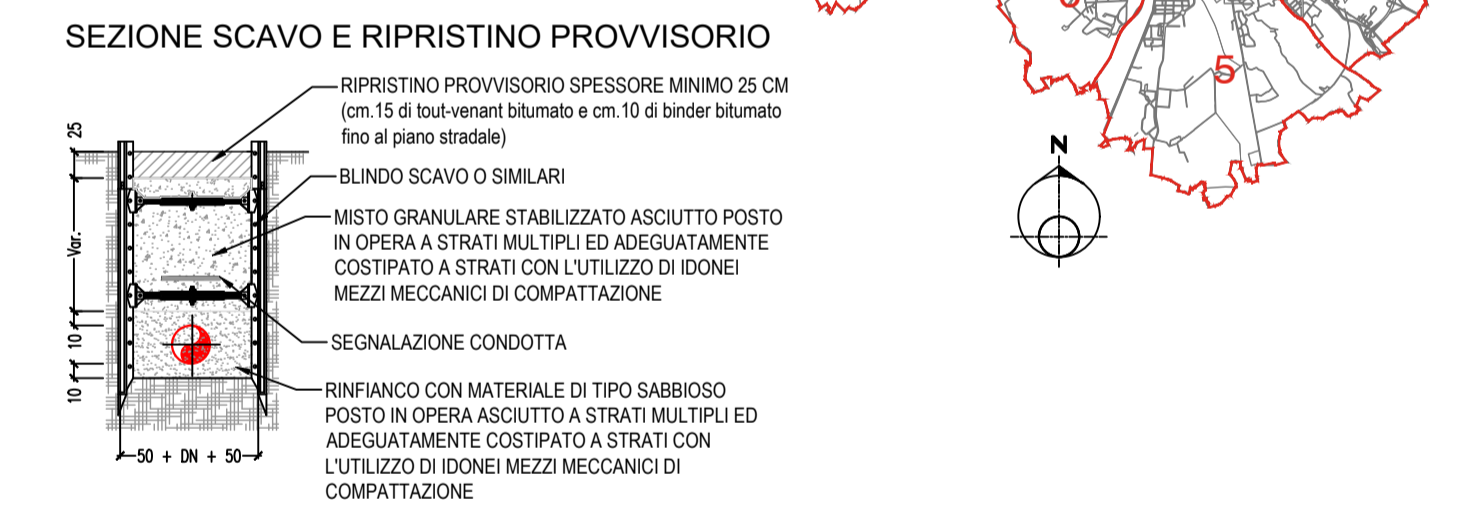 SEZIONE SCAVO E RIPRISTINO PROVVISORIO
RIPRISTINO PROVVISORIO SPESSORE MINIMO 25 CM
(cm.15 di tout-venant bitumato e cm.10 di binder bitumato
fino al piano stradale)
BLINDO SCAVO O SIMILARI
MISTO GRANULARE STABILIZZATO ASCIUTTO POSTO
IN OPERA A STRATI MULTIPLI ED ADEGUATAMENTE
COSTIPATO A STRATI CON L'UTILIZZO DI IDONEI
MEZZI MECCANICI DI COMPATTAZIONE
SEGNALAZIONE CONDOTTA
RINFIANCO CON MATERIALE DI TIPO SABBIOSO
POSTO IN OPERA ASCIUTTO A STRATI MULTIPLI ED
ADEGUATAMENTE COSTIPATO A STRATI CON
L'UTILIZZO DI IDONEI MEZZI MECCANICI DI
COMPATTAZIONE
25
Var.
10
10
50 + DN + 50
5
N